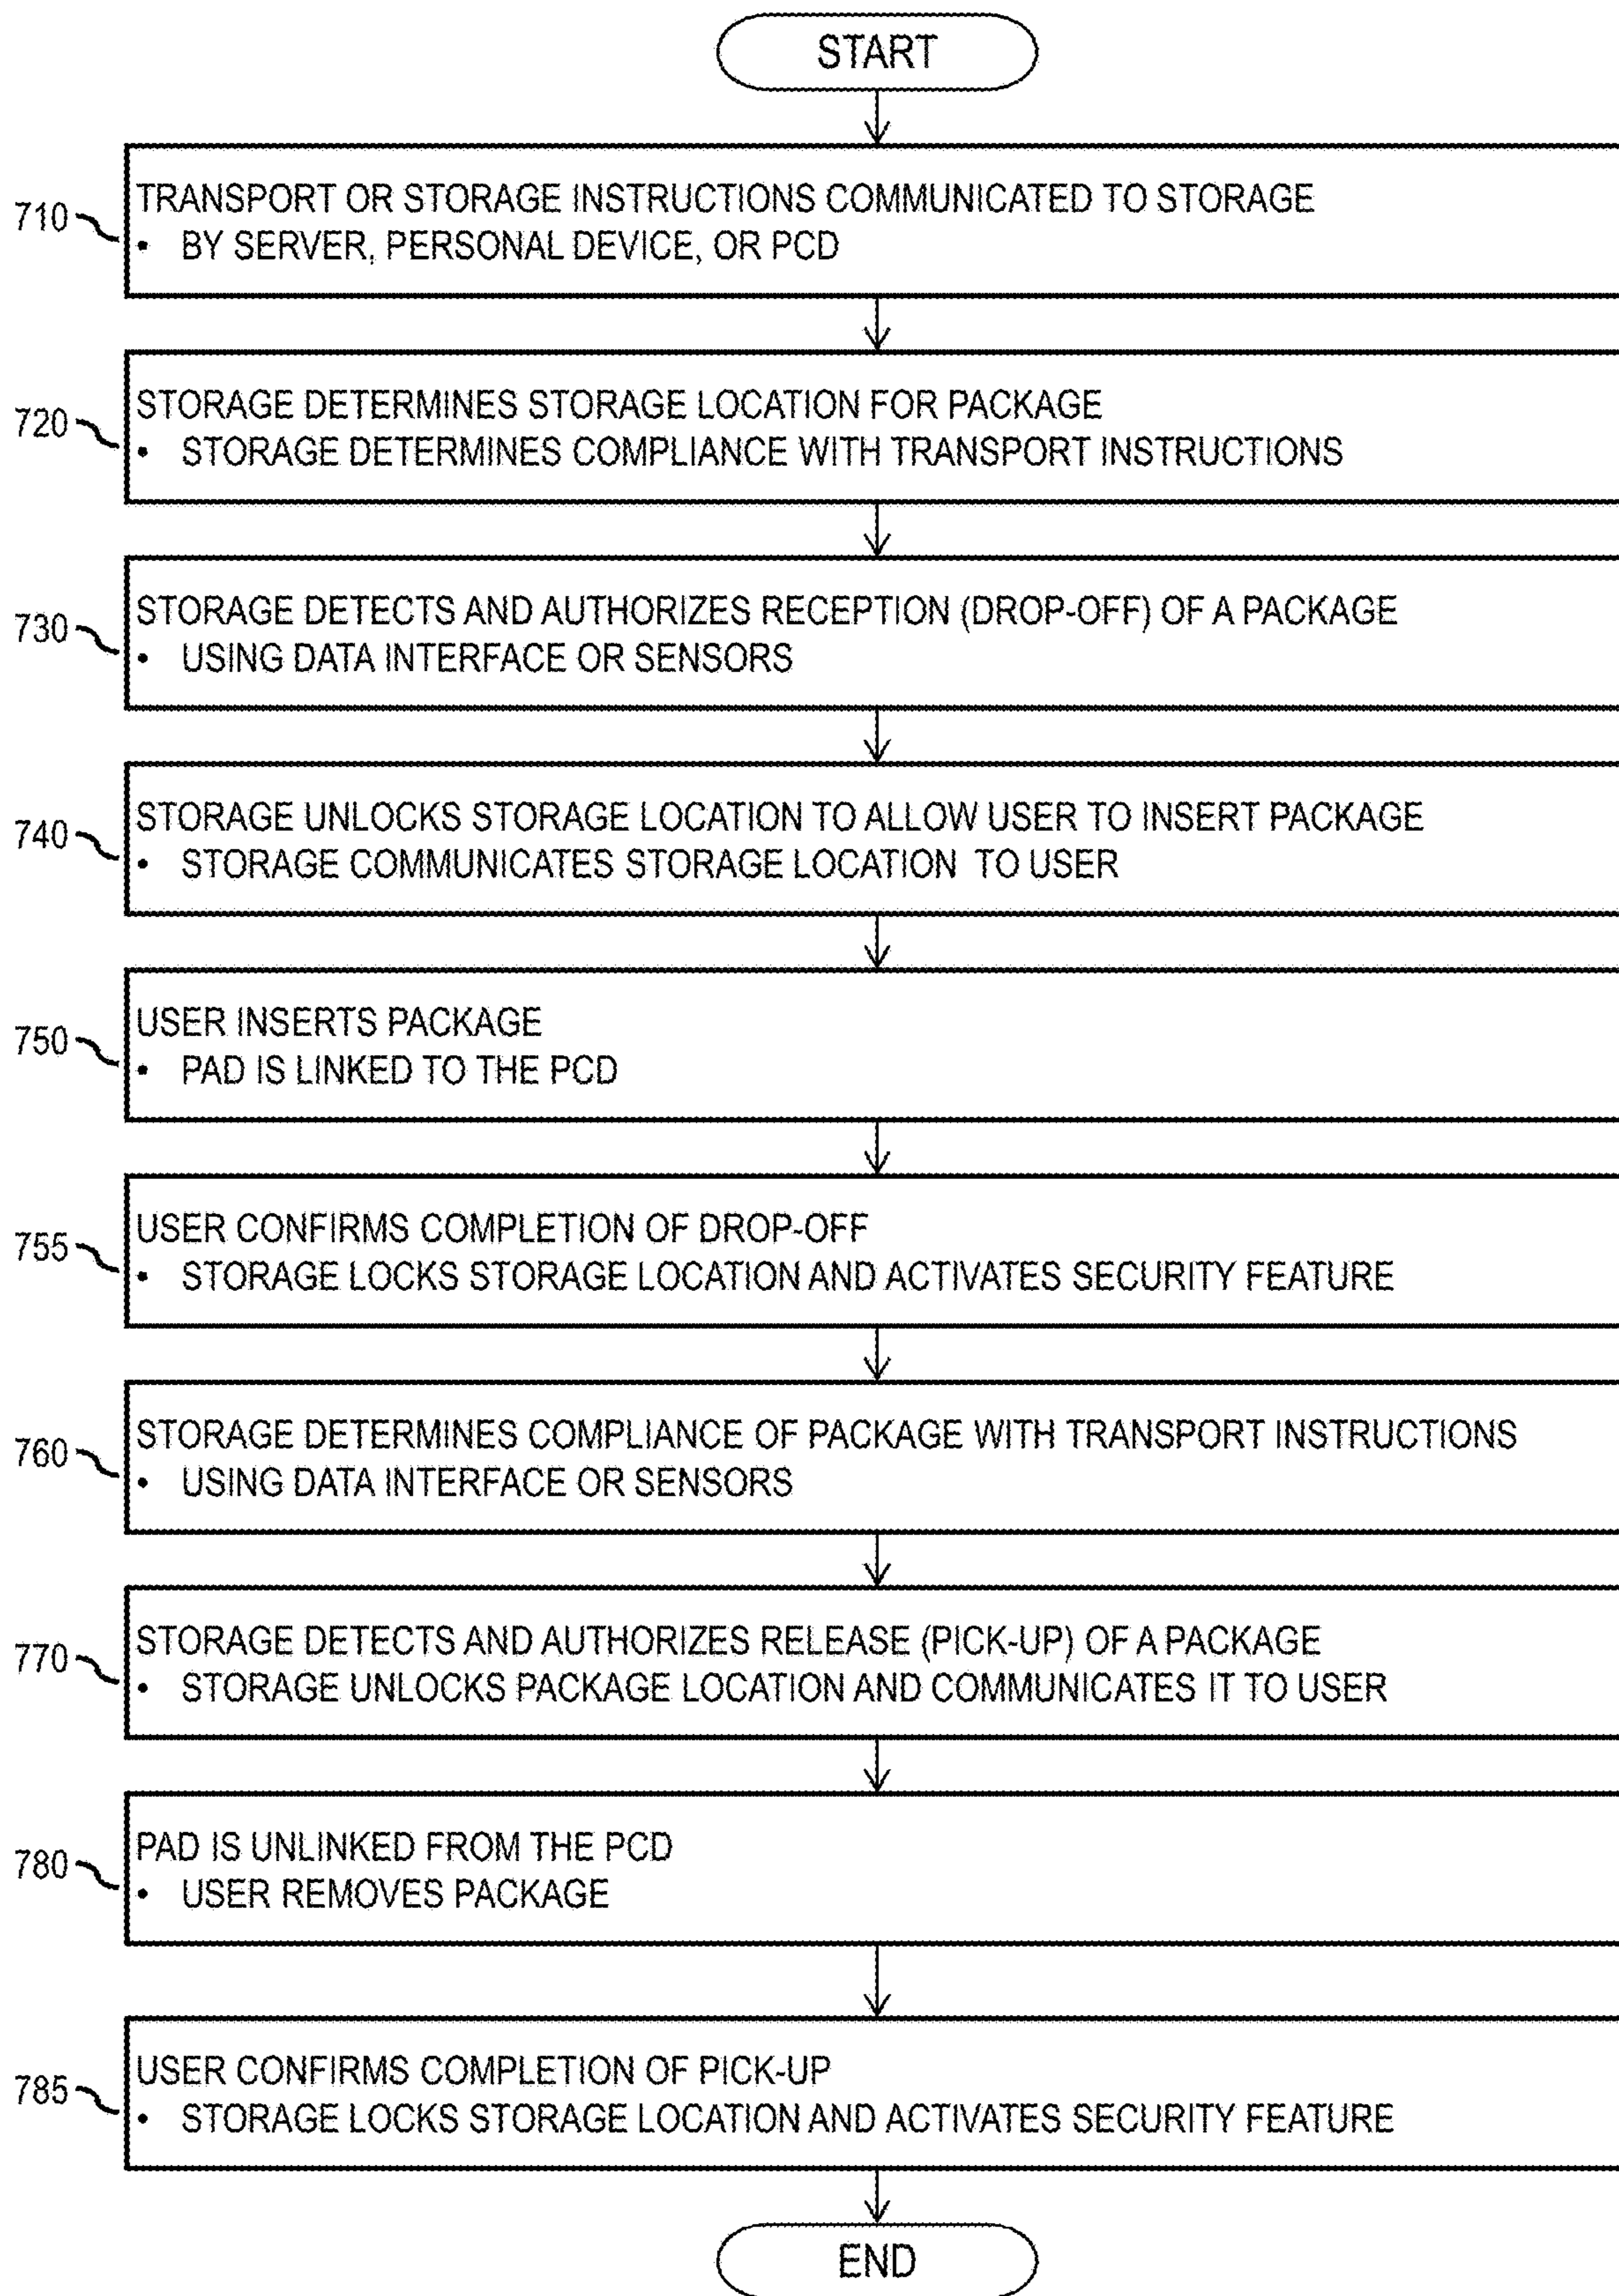 START
710
TRANSPORT OR STORAGE INSTRUCTIONS COMMUNICATED TO STORAGE
• BY SERVER, PERSONAL DEVICE, OR PCD
720
STORAGE DETERMINES STORAGE LOCATION FOR PACKAGE
• STORAGE DETERMINES COMPLIANCE WITH TRANSPORT INSTRUCTIONS
730
STORAGE DETECTS AND AUTHORIZES RECEPTION (DROP-OFF) OF A PACKAGE
• USING DATA INTERFACE OR SENSORS
740
STORAGE UNLOCKS STORAGE LOCATION TO ALLOW USER TO INSERT PACKAGE
• STORAGE COMMUNICATES STORAGE LOCATION TO USER
750
USER INSERTS PACKAGE
• PAD IS LINKED TO THE PCD
755
USER CONFIRMS COMPLETION OF DROP-OFF
• STORAGE LOCKS STORAGE LOCATION AND ACTIVATES SECURITY FEATURE
760
STORAGE DETERMINES COMPLIANCE OF PACKAGE WITH TRANSPORT INSTRUCTIONS
• USING DATA INTERFACE OR SENSORS
770
STORAGE DETECTS AND AUTHORIZES RELEASE (PICK-UP) OF A PACKAGE
• STORAGE UNLOCKS PACKAGE LOCATION AND COMMUNICATES IT TO USER
780
PAD IS UNLINKED FROM THE PCD
• USER REMOVES PACKAGE
785
USER CONFIRMS COMPLETION OF PICK-UP
• STORAGE LOCKS STORAGE LOCATION AND ACTIVATES SECURITY FEATURE
END